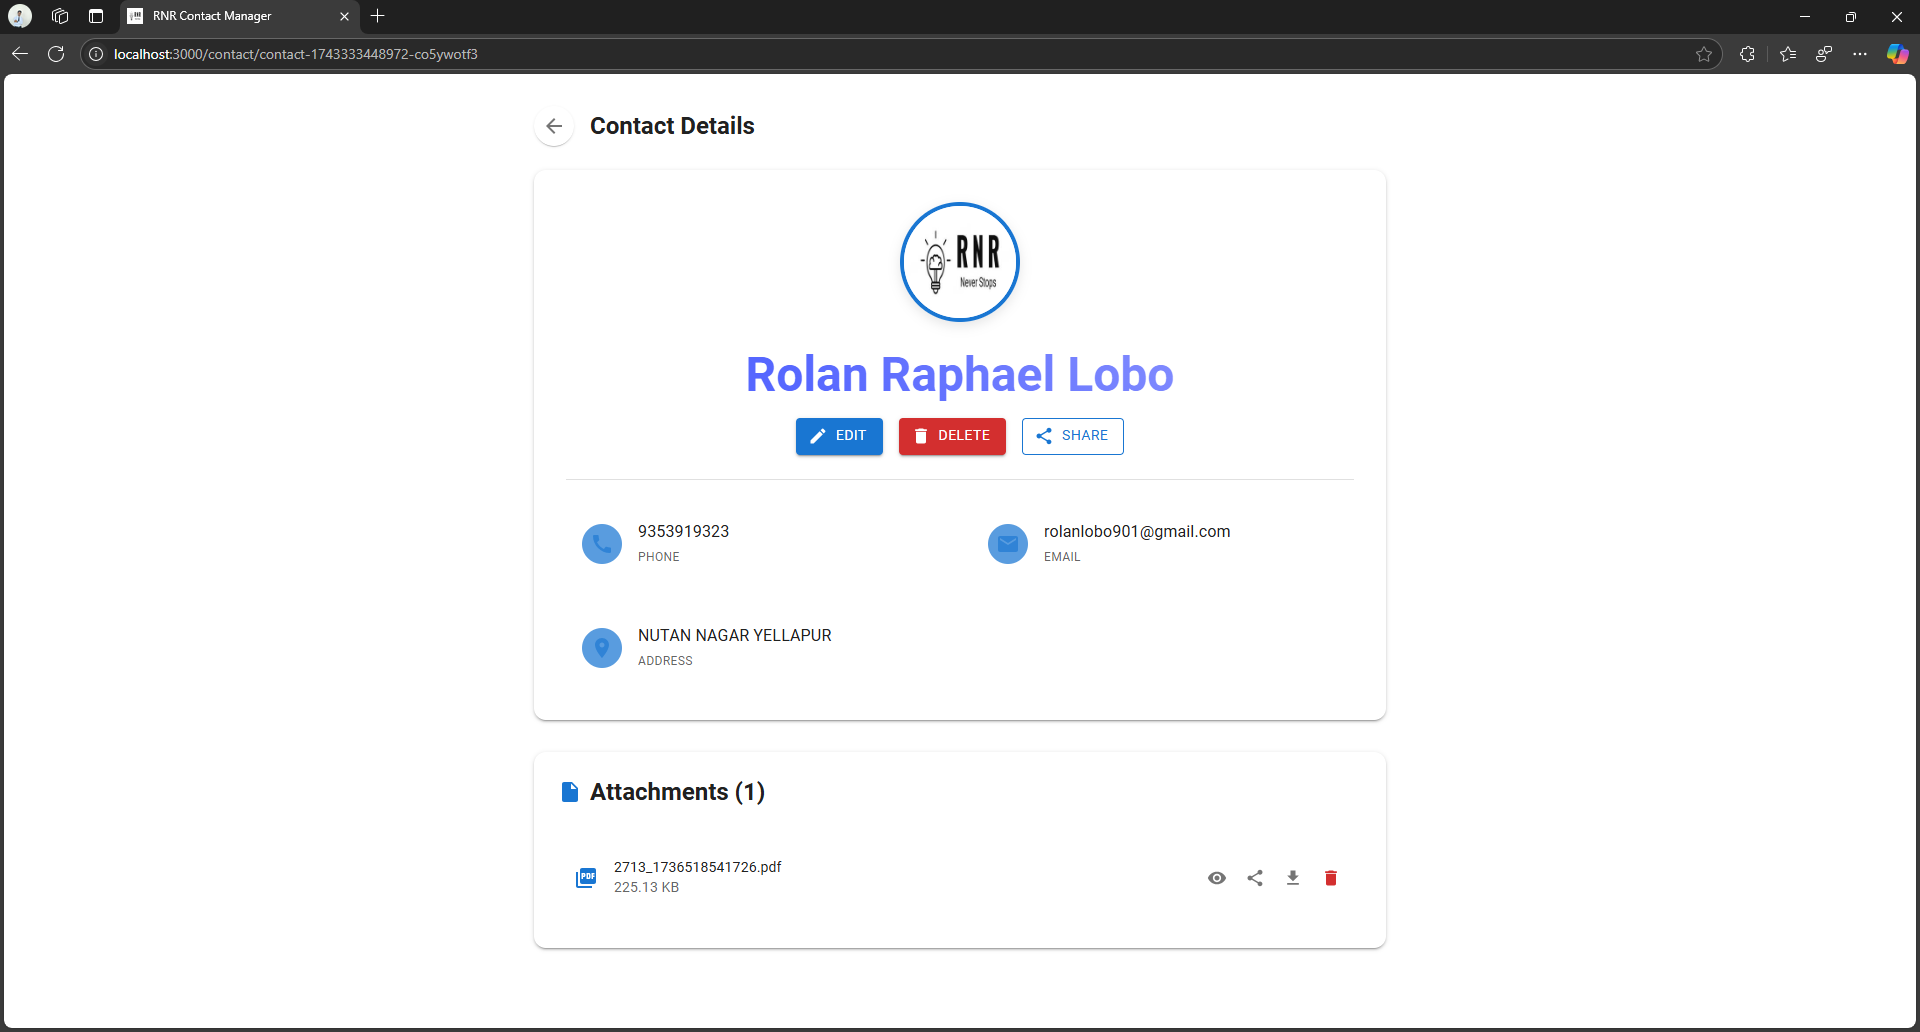 RNR Contact Manager
localhost:3000/contact/contact-1743333448972-co5ywotf3
Contact Details
RNR
Never Stops
Rolan Raphael Lobo
EDIT
DELETE
SHARE
9353919323
PHONE
rolanlobo901@gmail.com
EMAIL
NUTAN NAGAR YELLAPUR
ADDRESS
Attachments (1)
PDF
2713_1736518541726.pdf
225.13 KB